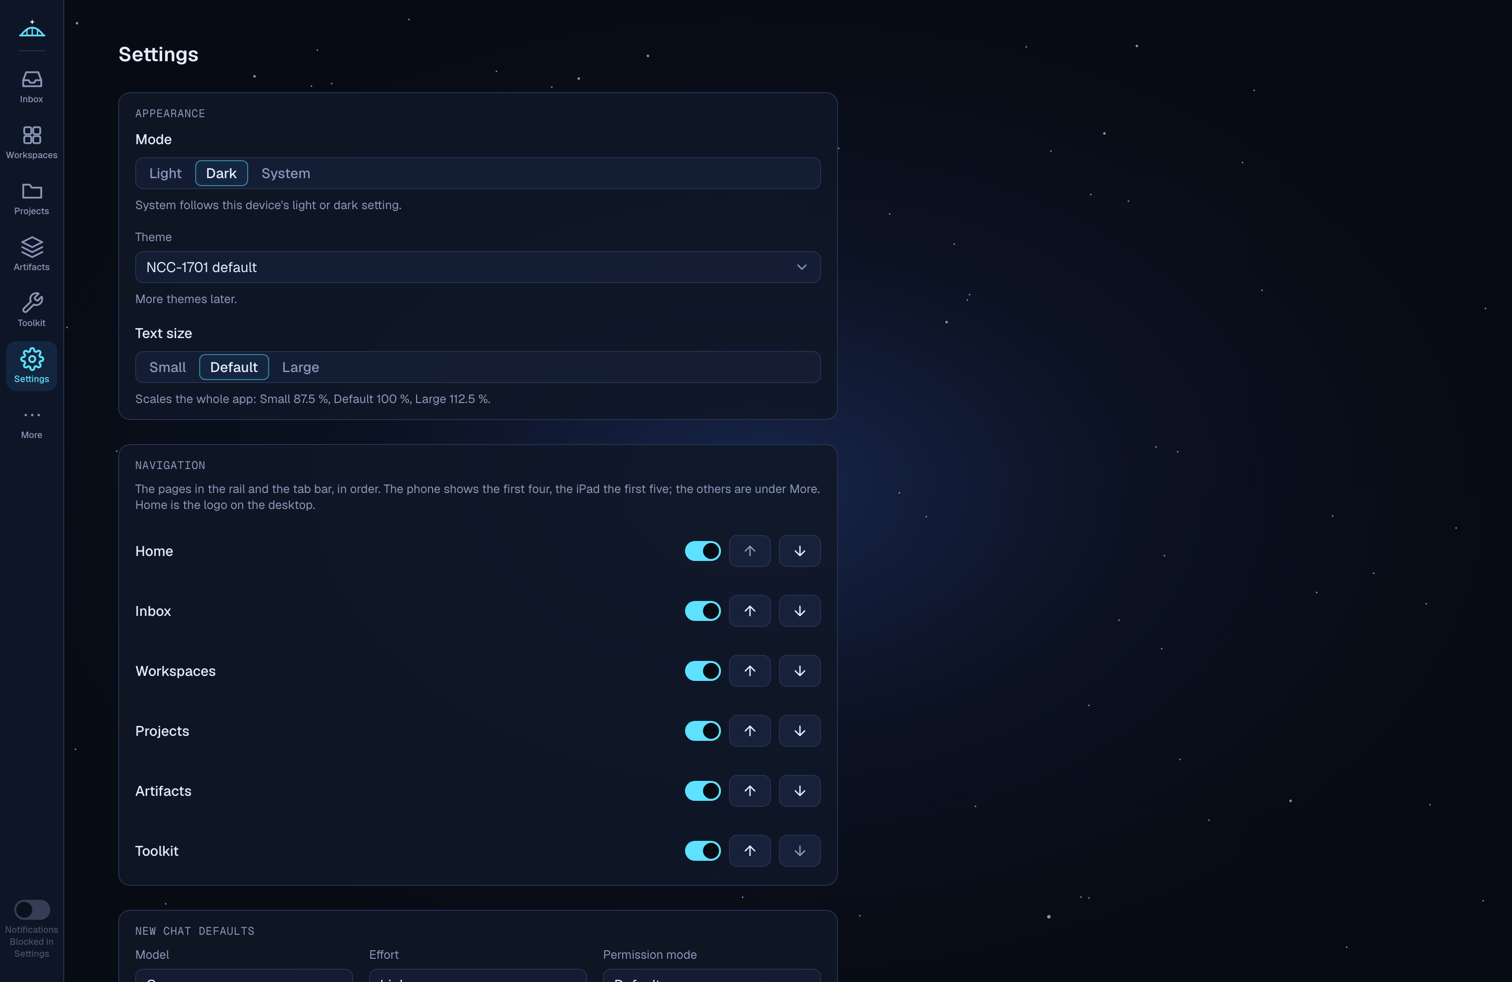 Settings
Inbox
Workspaces
Projects
Artifacts
Toolkit
Settings
More
Notifications
Blocked in
Settings
APPEARANCE
Mode
Light Dark System
System follows this device's light or dark setting.
Theme
NCC-1701 default
More themes later.
Text size
Small Default Large
Scales the whole app: Small 87.5 %, Default 100 %, Large 112.5 %.
NAVIGATION
The pages in the rail and the tab bar, in order. The phone shows the first four, the iPad the first five; the others are under More.
Home is the logo on the desktop.
Home
Inbox
Workspaces
Projects
Artifacts
Toolkit
NEW CHAT DEFAULTS
Model Effort Permission mode